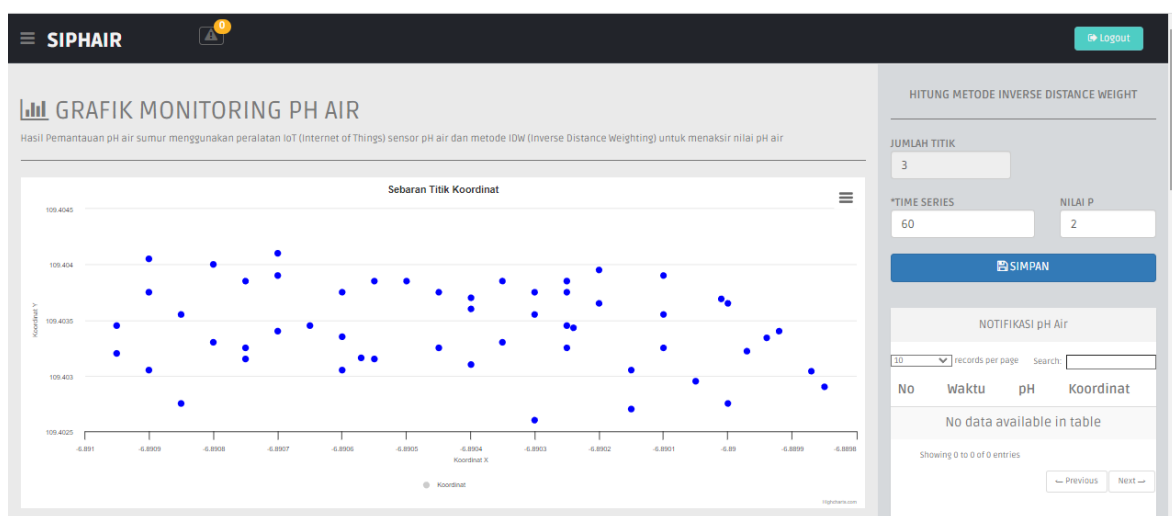 SIPHAIR
0
Logout
GRAFIK MONITORING PH AIR
Hasil Pemantauan pH air sumur menggunakan peralatan IoT (Internet of Things) sensor pH air dan metode IDW (Inverse Distance Weighting) untuk menaksir nilai pH air
Sebaran Titik Koordinat
109.4045
109.404
109.4035
109.403
109.4025
Koordinat Y
-6.891
-6.8909
-6.8908
-6.8907
-6.8906
-6.8905
-6.8904
-6.8903
-6.8902
-6.8901
-6.89
-6.8899
-6.8898
Koordinat X
Koordinat
Highcharts.com
HITUNG METODE INVERSE DISTANCE WEIGHT
JUMLAH TITIK
3
*TIME SERIES
NILAI P
60
2
SIMPAN
NOTIFIKASI pH Air
10 records per page Search:
No Waktu pH Koordinat
No data available in table
Showing 0 to 0 of 0 entries
← Previous Next →